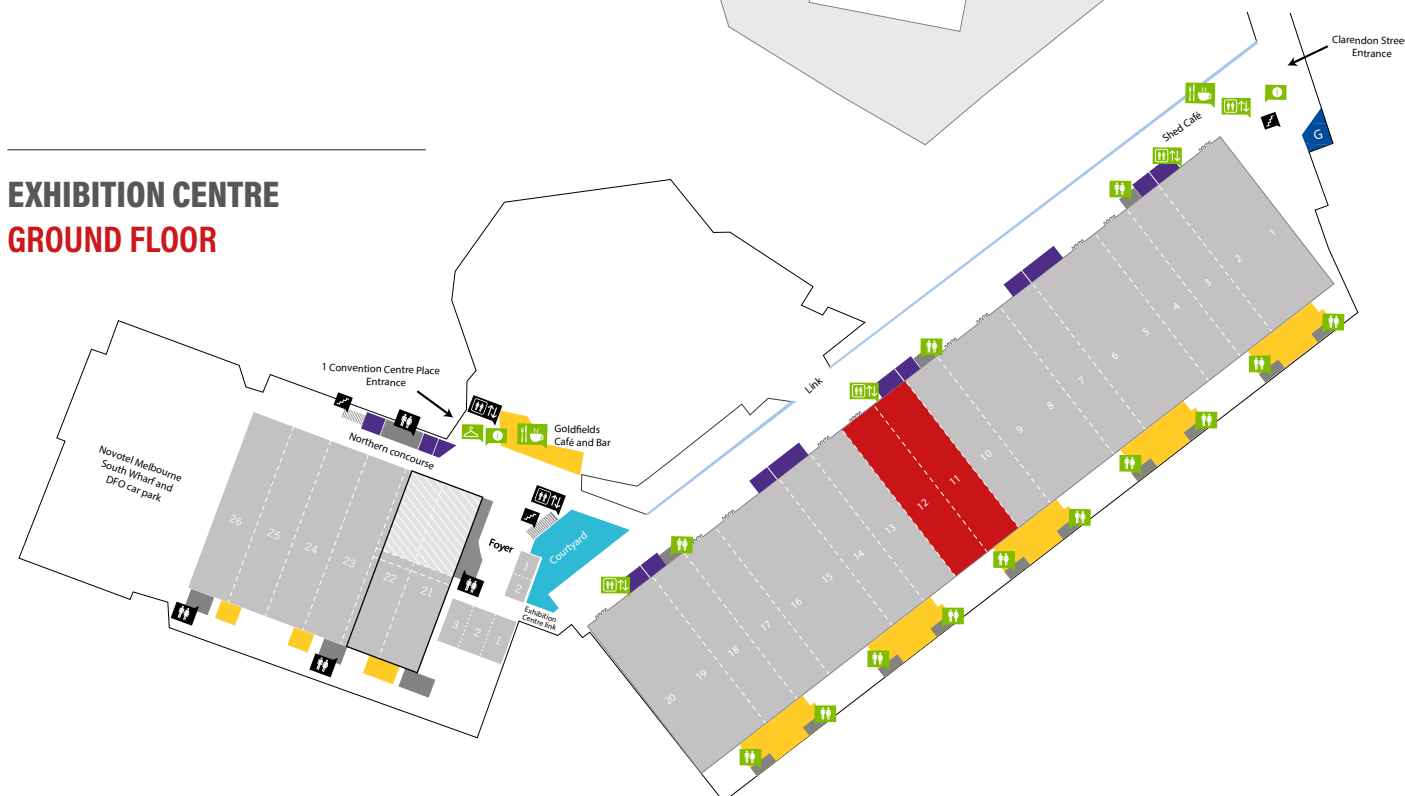 EXHIBITION CENTRE
GROUND FLOOR
Clarendon Stree
Entrance
G
Shed Café
1
2
3
4
5
6
7
8
9
10
11
12
13
14
15
16
17
18
19
20
Link
1 Convention Centre Place
Entrance
Goldfields
Café and Bar
Northern concourse
Novotel Melbourne
South Wharf and
DFO car park
26
25
24
23
22
21
Foyer
Courtyard
1
2
Exhibition
Centre link
3
2
1